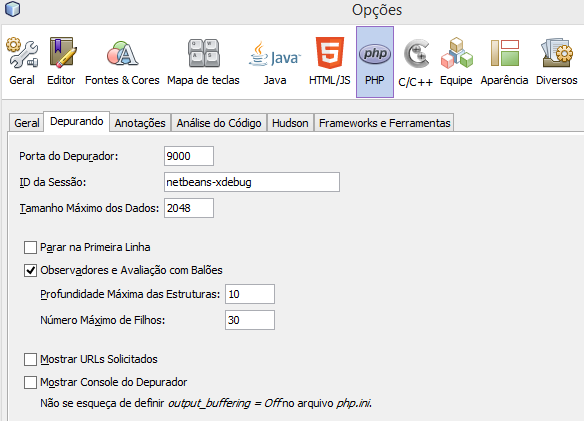 Opções
Geral Editor Fontes & Cores Mapa de teclas Java HTML/JS PHP C/C++ Equipe Aparência Diversos
Geral Depurando Anotações Análise do Código Hudson Frameworks e Ferramentas
Porta do Depurador: 9000
ID da Sessão: netbeans-xdebug
Tamanho Máximo dos Dados: 2048
Parar na Primeira Linha
Observadores e Avaliação com Balões
Profundidade Máxima das Estruturas: 10
Número Máximo de Filhos: 30
Mostrar URLs Solicitados
Mostrar Console do Depurador
Não se esqueça de definir output_buffering = Off no arquivo php.ini.